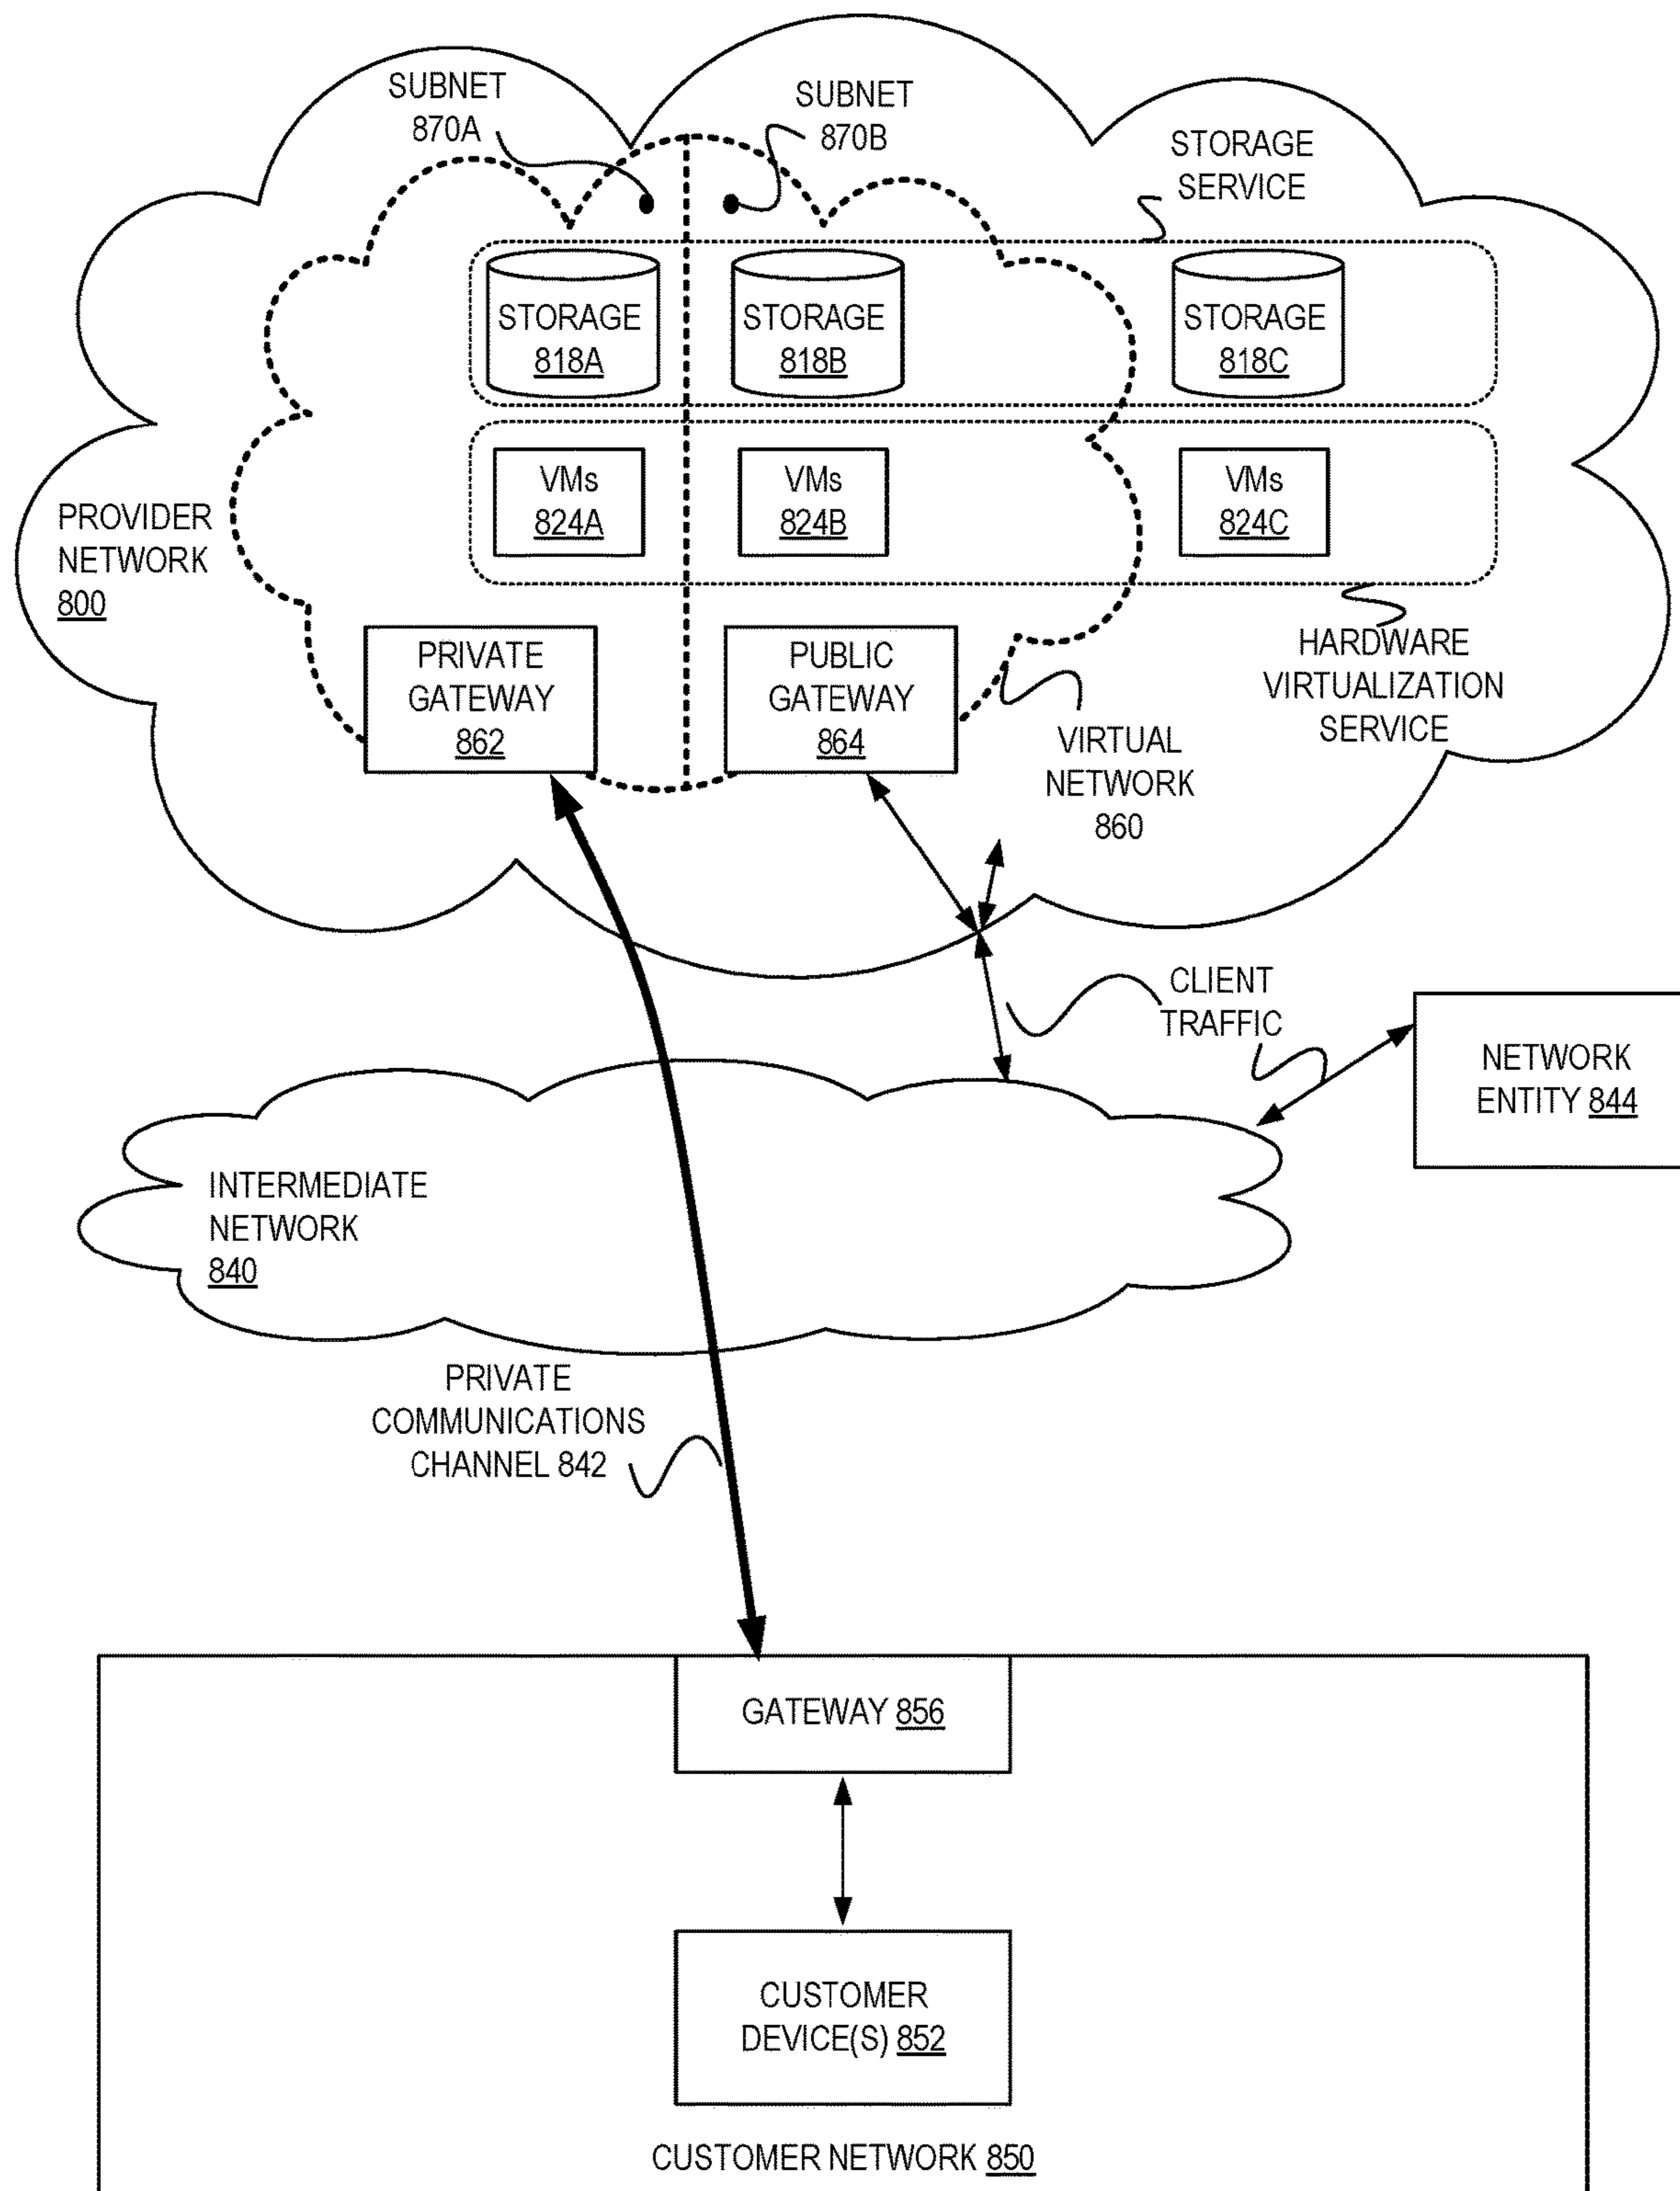 SUBNET
870A
SUBNET
870B
STORAGE
SERVICE
STORAGE
818A
STORAGE
818B
STORAGE
818C
VMs
824A
VMs
824B
VMs
824C
PROVIDER
NETWORK
800
PRIVATE
GATEWAY
862
PUBLIC
GATEWAY
864
HARDWARE
VIRTUALIZATION
SERVICE
VIRTUAL
NETWORK
860
CLIENT
TRAFFIC
NETWORK
ENTITY 844
INTERMEDIATE
NETWORK
840
PRIVATE
COMMUNICATIONS
CHANNEL 842
GATEWAY 856
CUSTOMER
DEVICE(S) 852
CUSTOMER NETWORK 850